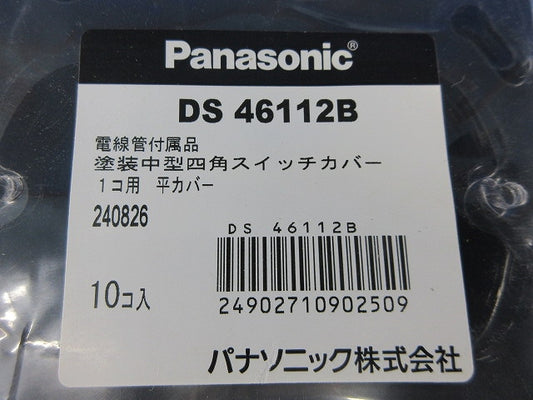 Panasonic®
DS 46112B
電線管付属品
塗装中型四角スイッチカバー
1コ用 平カバー
240826
DS 46112B
10コ入
24902710902509
パナソニック株式会社